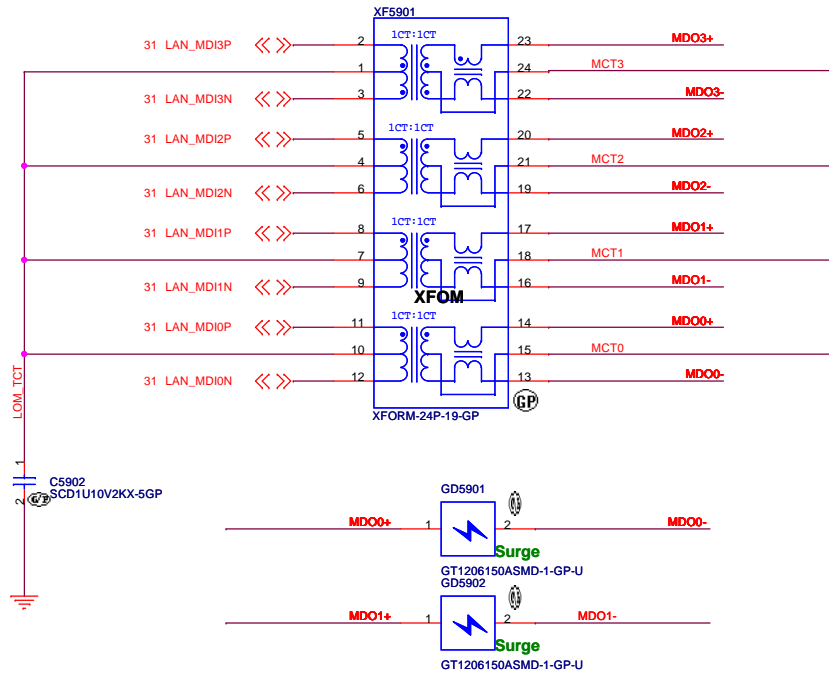 XF5901
1CT:1CT
31 LAN_MDI3P 2 23 MDO3+
1 24 MCT3
31 LAN_MDI3N 3 22 MDO3-
1CT:1CT
31 LAN_MDI2P 5 20 MDO2+
4 21 MCT2
31 LAN_MDI2N 6 19 MDO2-
1CT:1CT
31 LAN_MDI1P 8 17 MDO1+
7 18 MCT1
31 LAN_MDI1N 9 16 MDO1-
XFOM
1CT:1CT
31 LAN_MDI0P 11 14 MDO0+
10 15 MCT0
31 LAN_MDI0N 12 13 MDO0-
LOM_TCT
GP
XFORM-24P-19-GP
1
C5902
SCD1U10V2KX-5GP
2
GD5901
MDO0+ 1 2 MDO0-
Surge
GT1206150ASMD-1-GP-U
GD5902
MDO1+ 1 2 MDO1-
Surge
GT1206150ASMD-1-GP-U